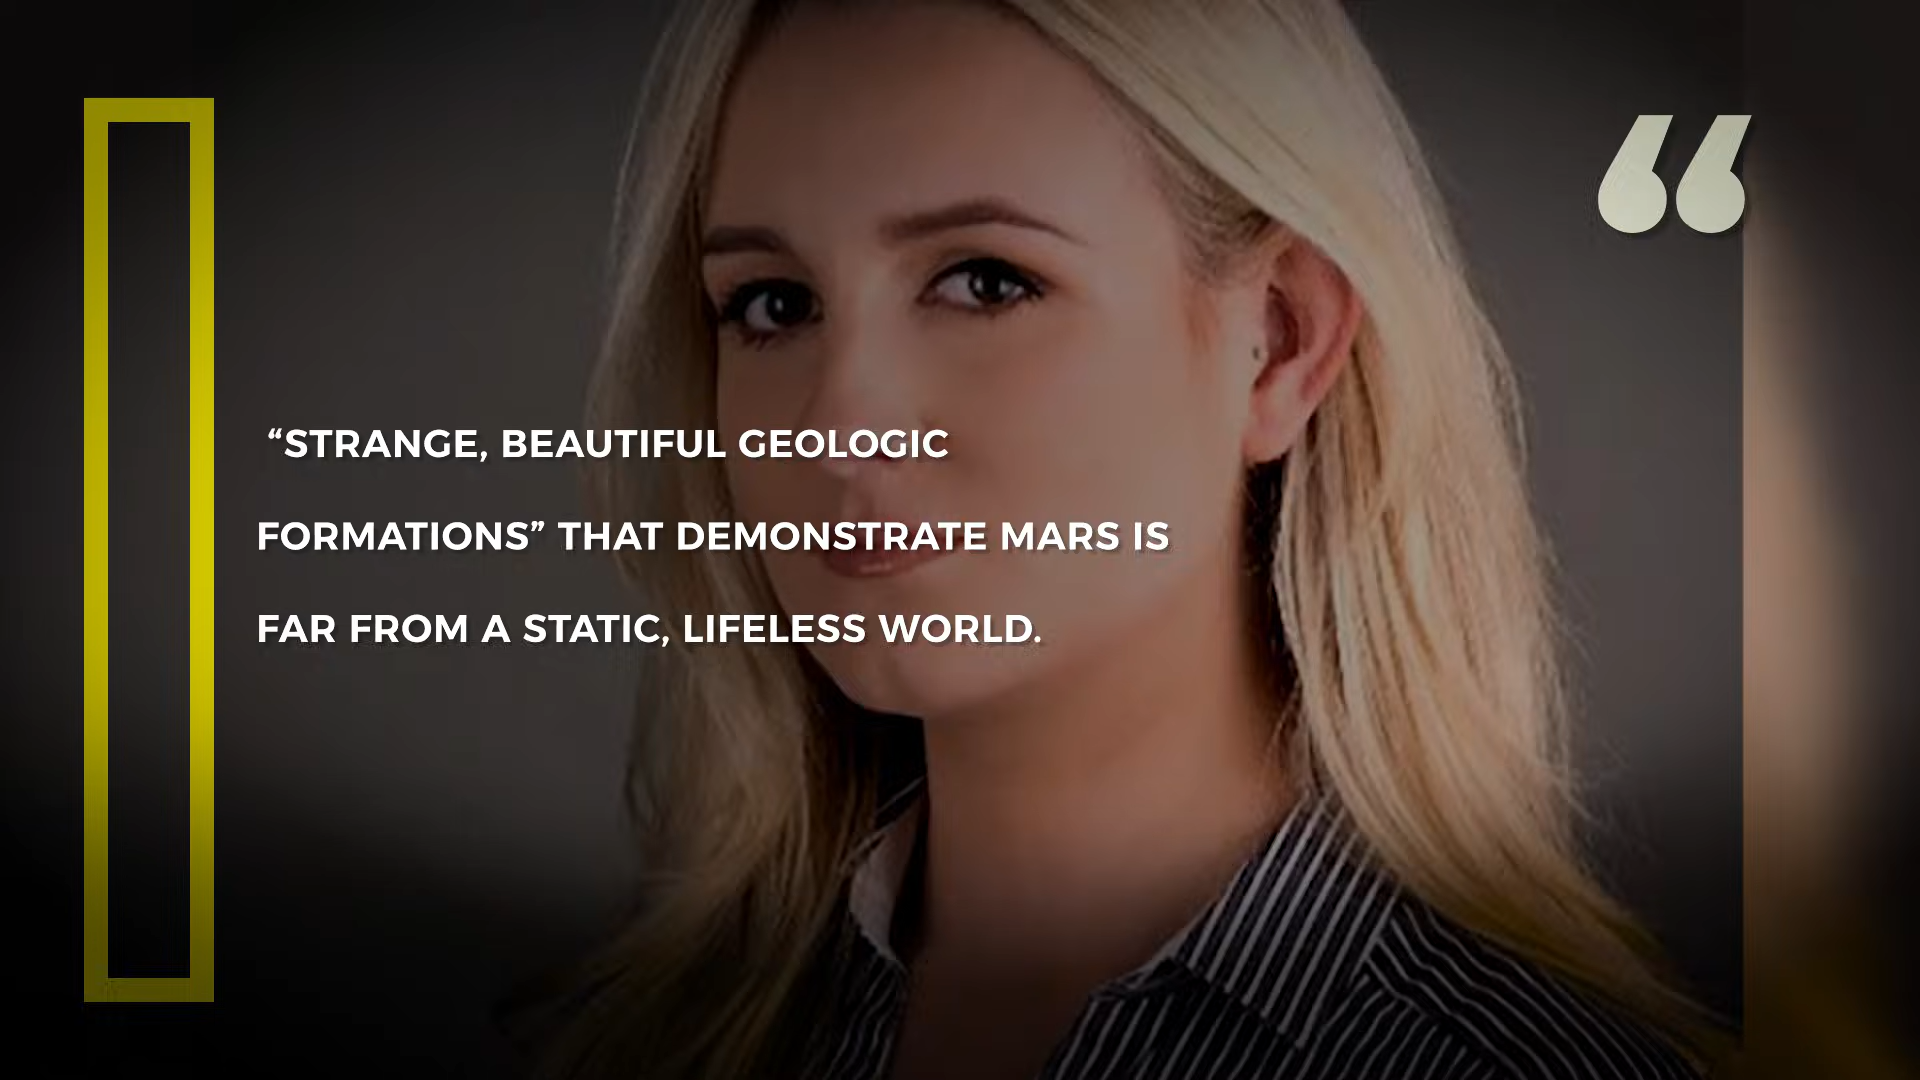 “STRANGE, BEAUTIFUL GEOLOGIC
FORMATIONS” THAT DEMONSTRATE MARS IS
FAR FROM A STATIC, LIFELESS WORLD.